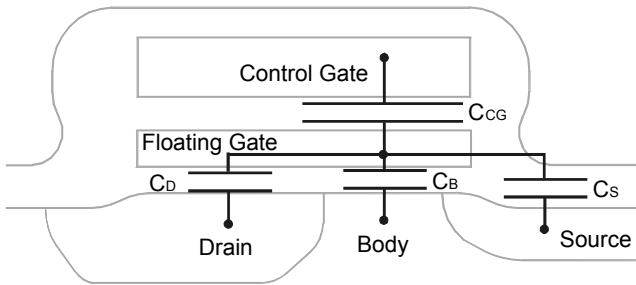 Control Gate
CCG
Floating Gate
CD
CB
CS
Drain
Body
Source